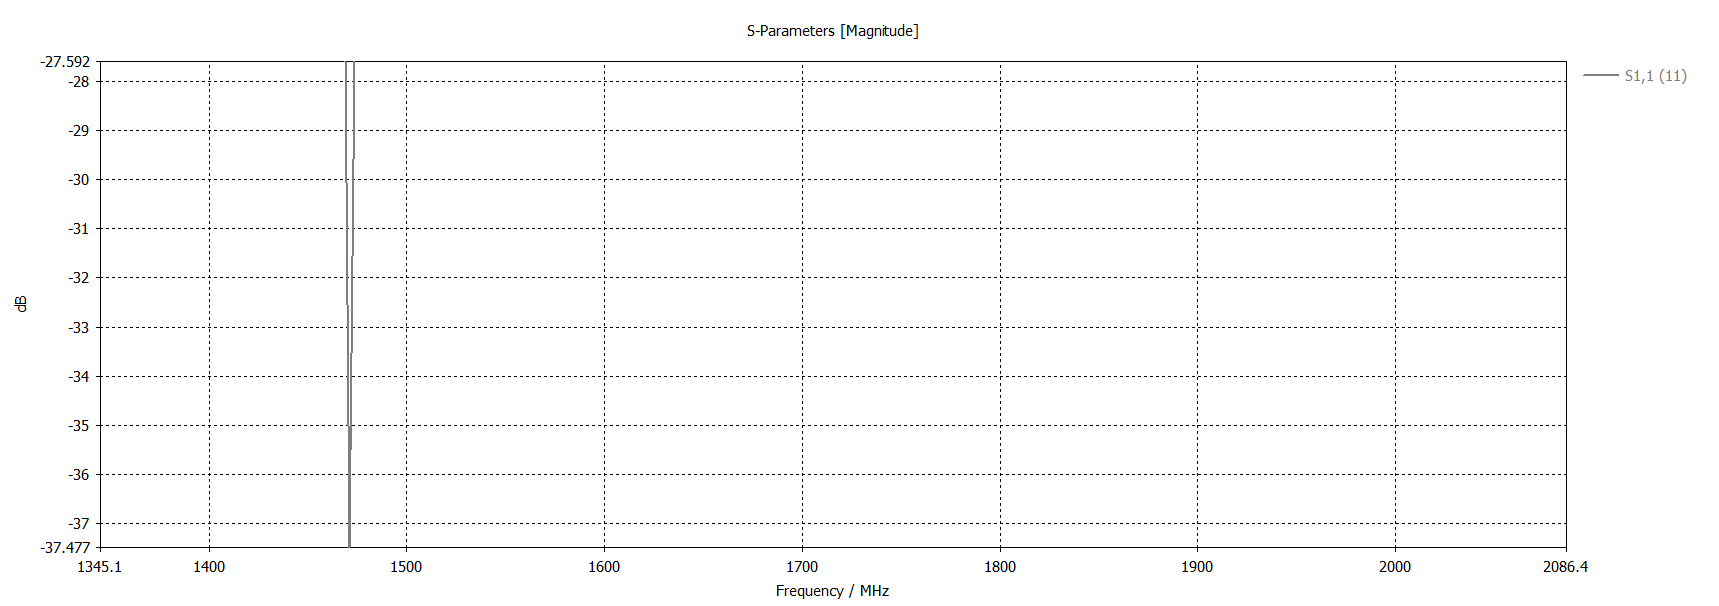 S-Parameters [Magnitude]
-27.592
-28
-29
-30
-31
-32
-33
-34
-35
-36
-37
-37.477
dB
1345.1 1400 1500 1600 1700 1800 1900 2000 2086.4
Frequency / MHz
S1,1 (11)